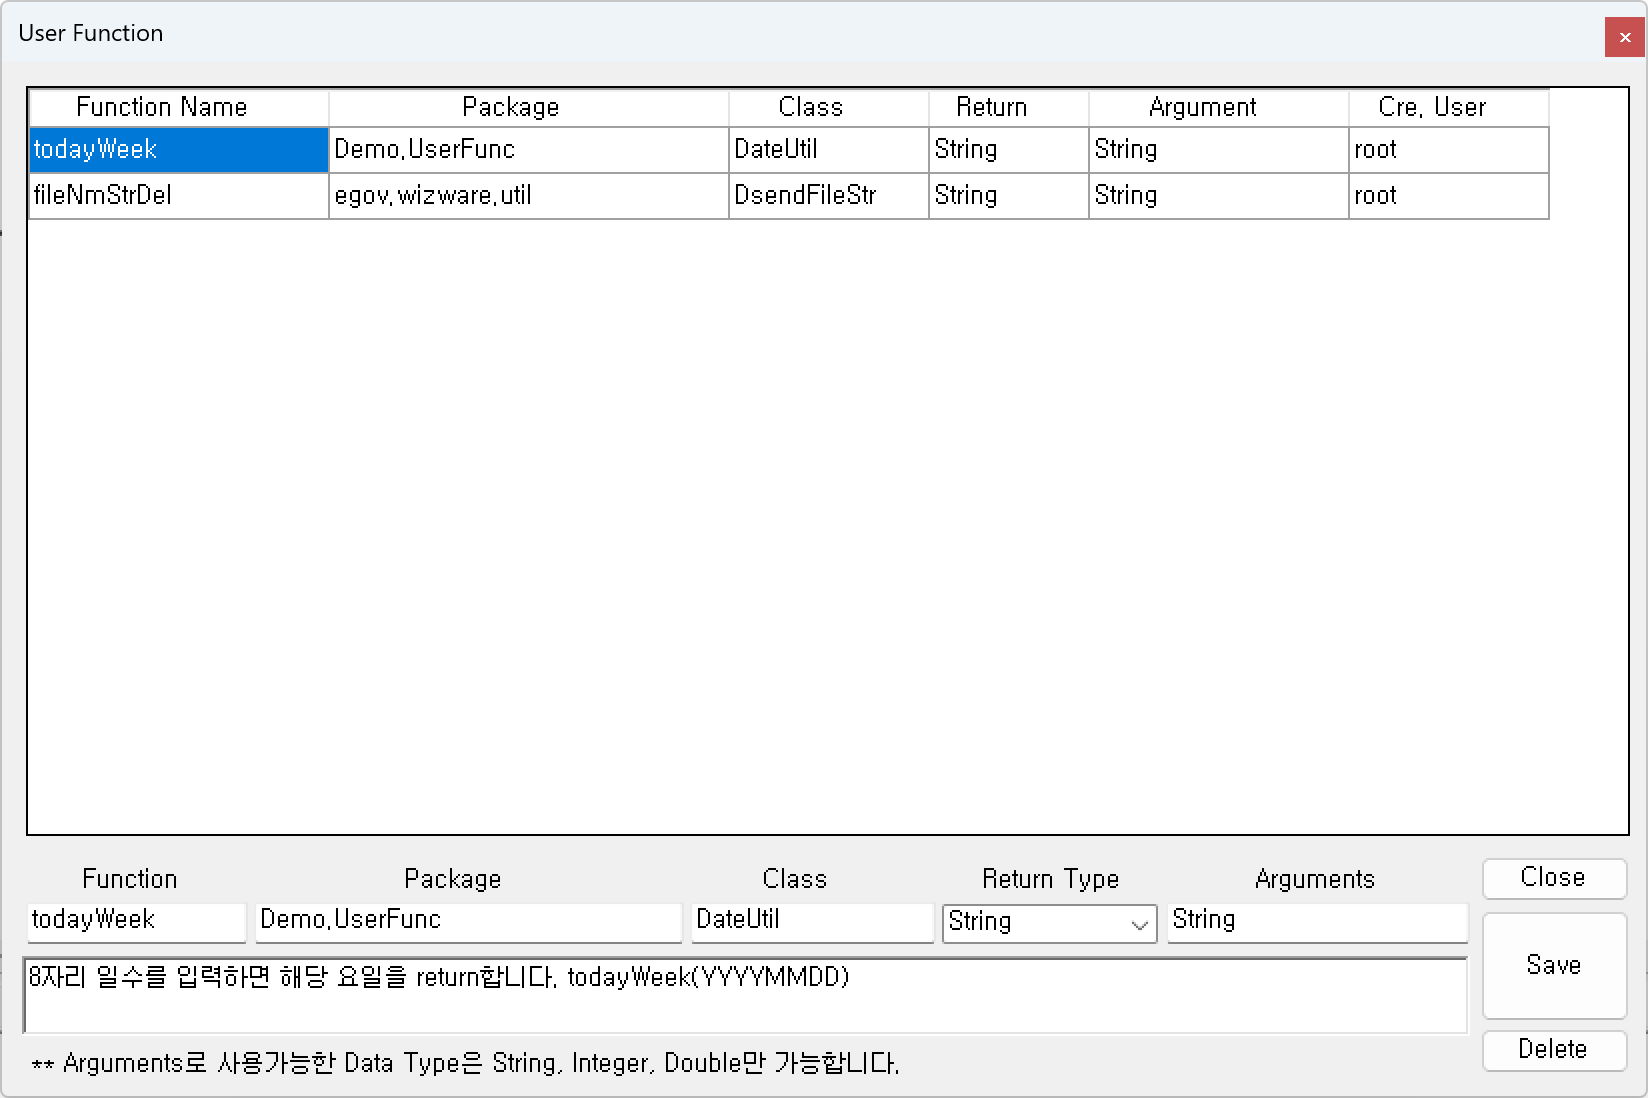 User Function
Function Name Package Class Return Argument Cre. User
todayWeek Demo.UserFunc DateUtil String String root
fileNmStrDel egov.wizware.util DsendFileStr String String root
Function Package Class Return Type Arguments
Close
todayWeek Demo.UserFunc DateUtil String String
8자리 일수를 입력하면 해당 요일을 return합니다. todayWeek(YYYYMMDD)
Save
** Arguments로 사용가능한 Data Type은 String, Integer, Double만 가능합니다.
Delete